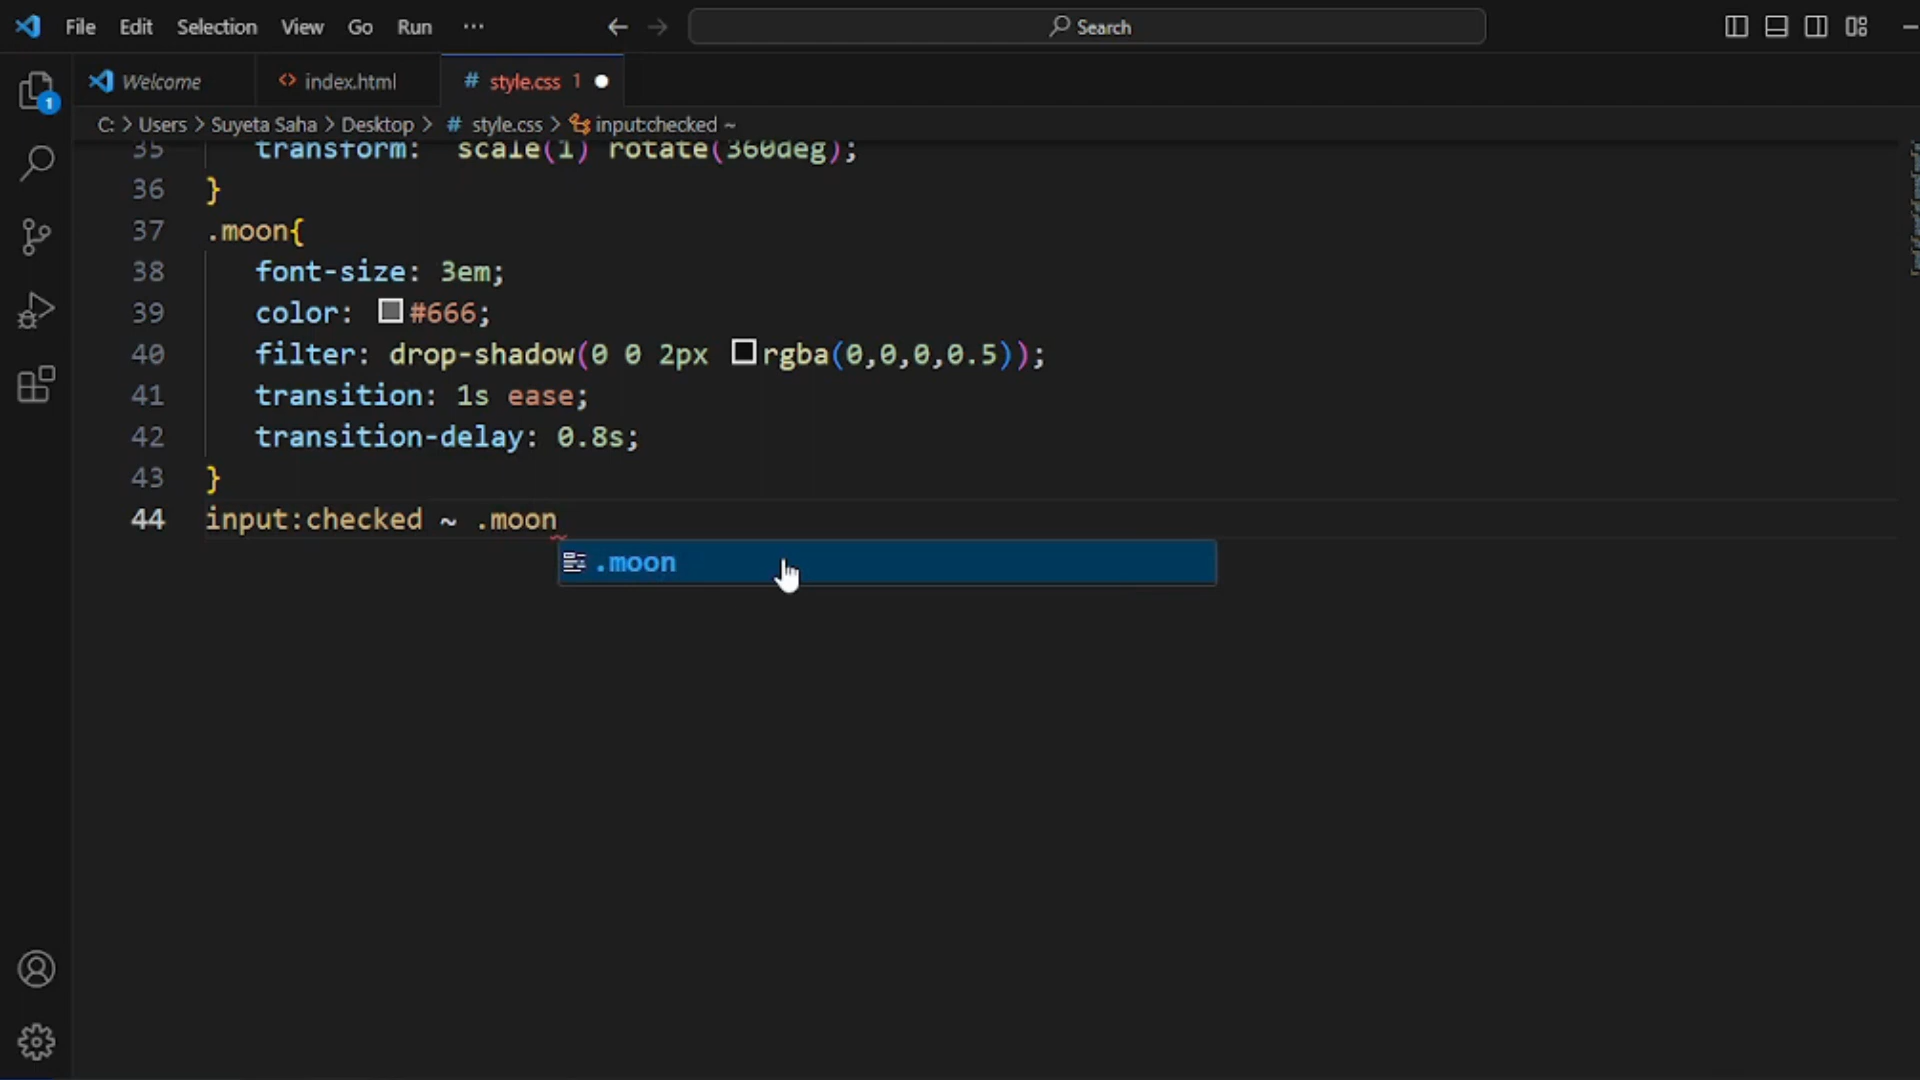 File Edit Selection View Go Run ··· Search
1
Welcome index.html # style.css 1
C: > Users > Suyeta Saha > Desktop > # style.css > input:checked ~
35 transform: scale(1) rotate(360deg);
36 }
37 .moon{
38 font-size: 3em;
39 color: #666;
40 filter: drop-shadow(0 0 2px rgba(0,0,0,0.5));
41 transition: 1s ease;
42 transition-delay: 0.8s;
43 }
44 input:checked ~ .moon
.moon